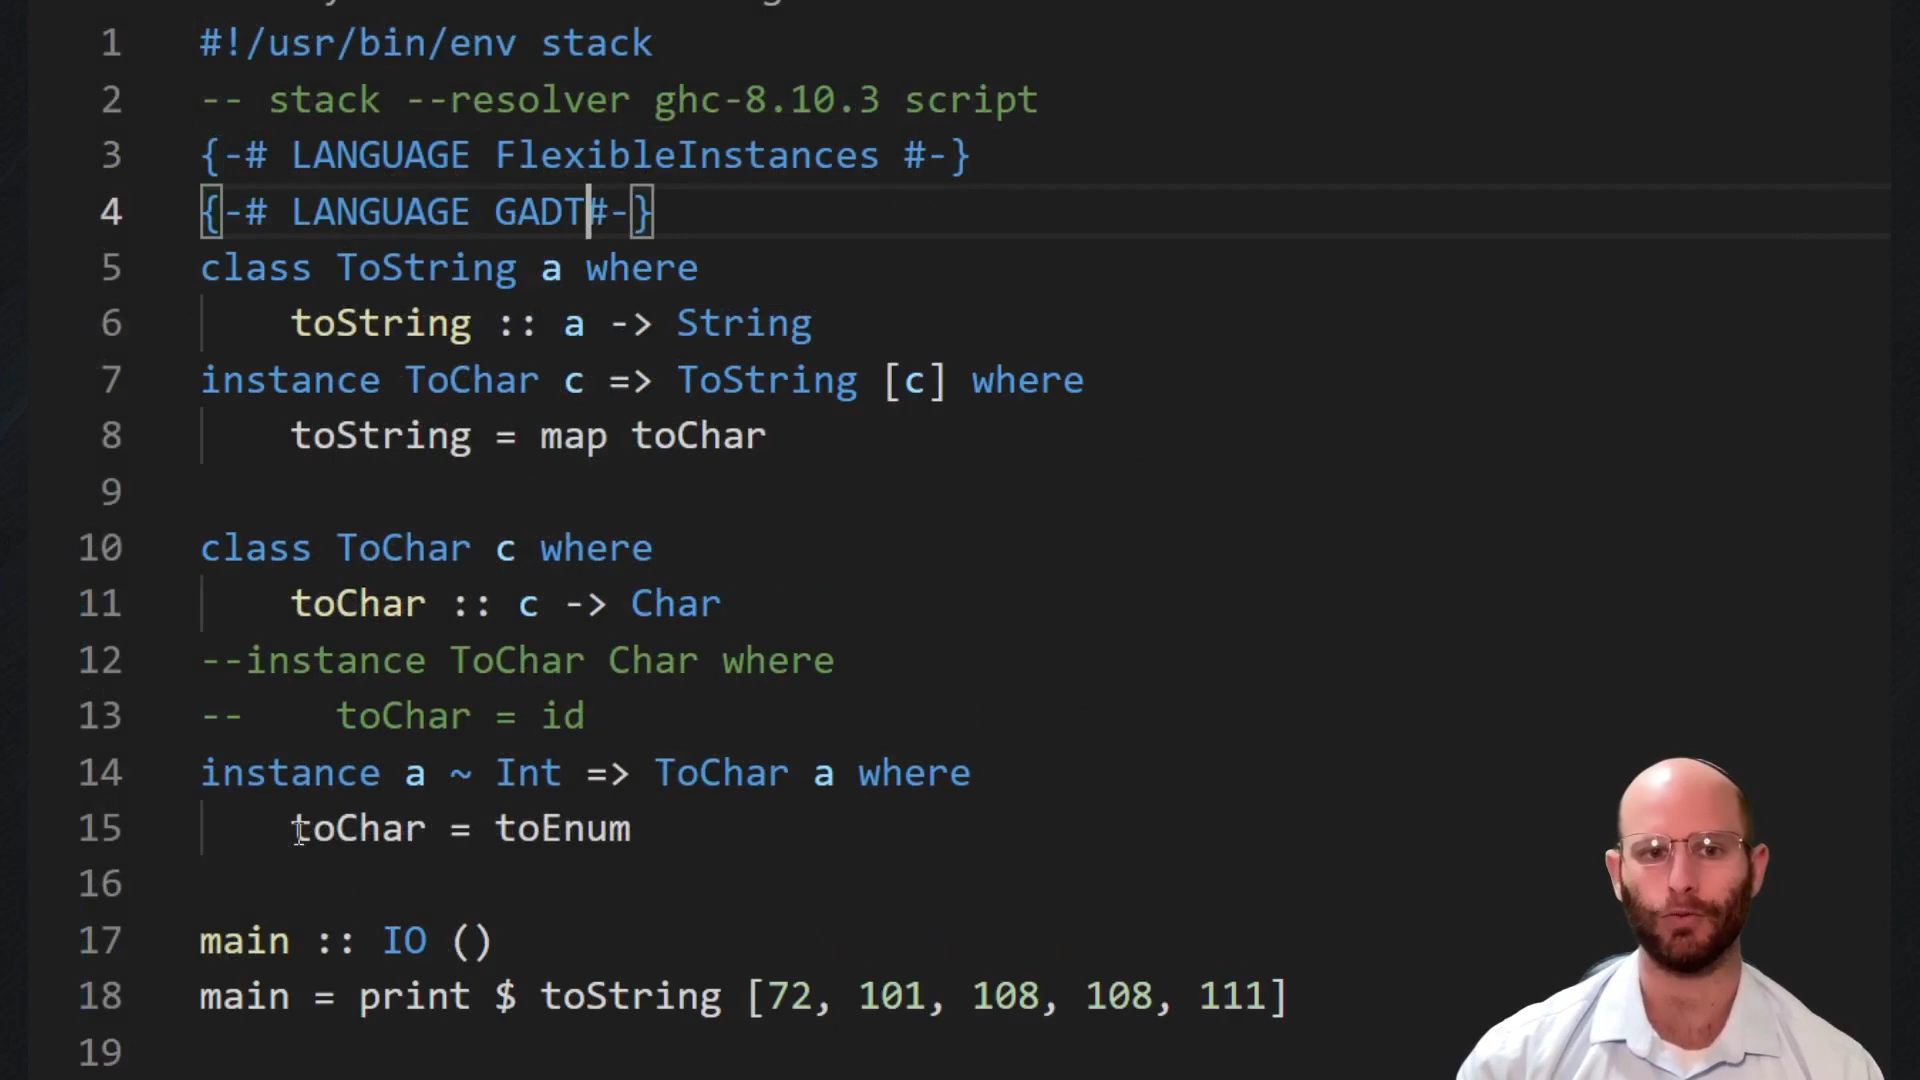 1 #!/usr/bin/env stack
2 -- stack --resolver ghc-8.10.3 script
3 {-# LANGUAGE FlexibleInstances #-}
4 {-# LANGUAGE GADT#-}
5 class ToString a where
6 toString :: a -> String
7 instance ToChar c => ToString [c] where
8 toString = map toChar
9
10 class ToChar c where
11 toChar :: c -> Char
12 --instance ToChar Char where
13 -- toChar = id
14 instance a ~ Int => ToChar a where
15 toChar = toEnum
16
17 main :: IO ()
18 main = print $ toString [72, 101, 108, 108, 111]
19